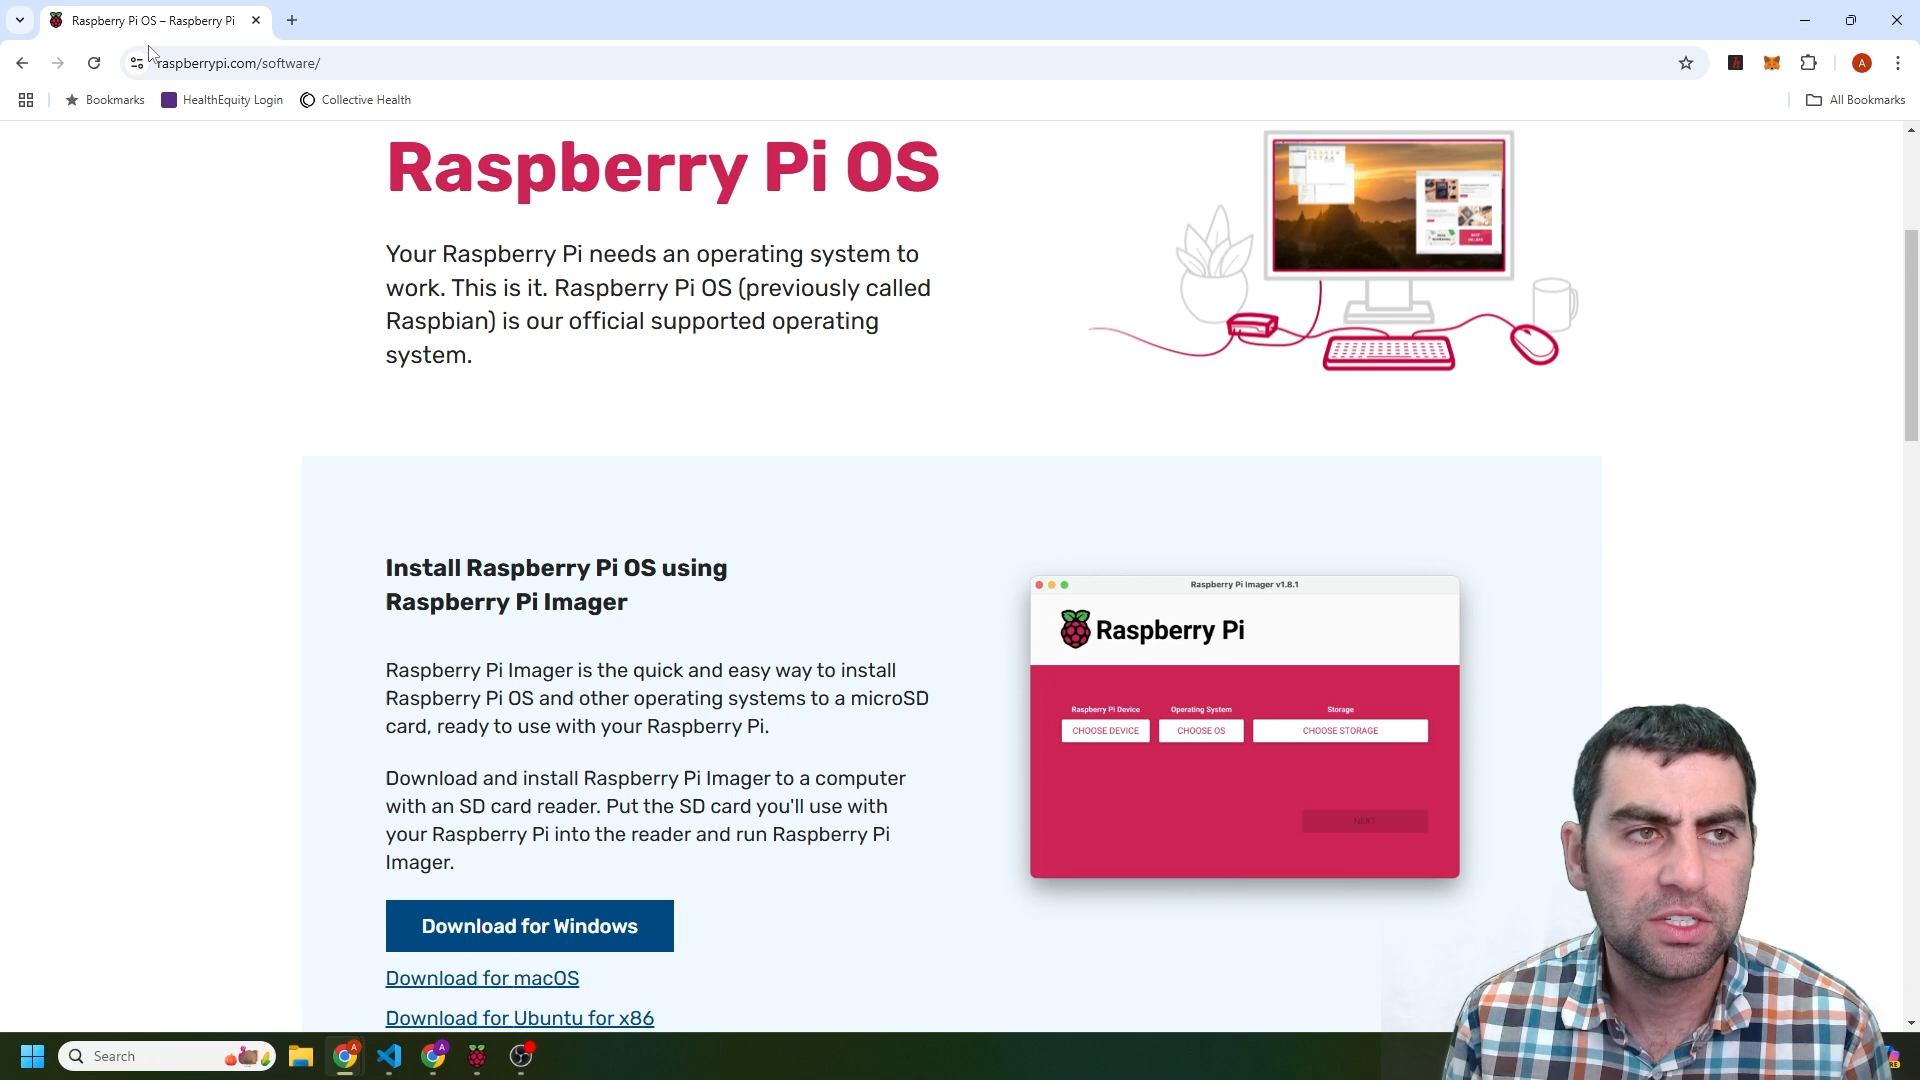 Raspberry Pi OS – Raspberry Pi
raspberrypi.com/software/
A
Bookmarks
HealthEquity Login
Collective Health
All Bookmarks
Raspberry Pi OS
Your Raspberry Pi needs an operating system to
work. This is it. Raspberry Pi OS (previously called
Raspbian) is our official supported operating
system.
Install Raspberry Pi OS using
Raspberry Pi Imager
Raspberry Pi Imager is the quick and easy way to install
Raspberry Pi OS and other operating systems to a microSD
card, ready to use with your Raspberry Pi.
Download and install Raspberry Pi Imager to a computer
with an SD card reader. Put the SD card you'll use with
your Raspberry Pi into the reader and run Raspberry Pi
Imager.
Download for Windows
Download for macOS
Download for Ubuntu for x86
Raspberry Pi Imager v1.8.1
Raspberry Pi
Raspberry Pi Device
Operating System
Storage
CHOOSE DEVICE
CHOOSE OS
CHOOSE STORAGE
NEXT
Search
A
A